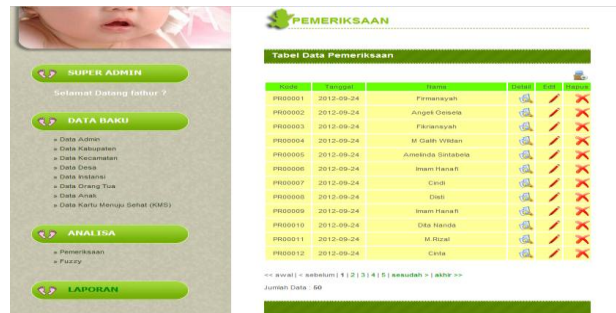 SUPER ADMIN
Selamat Datang fathur ?
DATA BAKU
» Data Admin
» Data Kabupaten
» Data Kecamatan
» Data Desa
» Data Instansi
» Data Orang Tua
» Data Anak
» Data Kartu Menuju Sehat (KMS)
ANALISA
» Pemeriksaan
» Fuzzy
LAPORAN
PEMERIKSAAN
Tabel Data Pemeriksaan
Kode Tanggal Nama Detail Edit Hapus
PR00001 2012-09-24 Firmansyah
PR00002 2012-09-24 Angeli Geisela
PR00003 2012-09-24 Fikriansyah
PR00004 2012-09-24 M Galih Wildan
PR00005 2012-09-24 Amelinda Sintabela
PR00006 2012-09-24 Imam Hanafi
PR00007 2012-09-24 Cindi
PR00008 2012-09-24 Disti
PR00009 2012-09-24 Imam Hanafi
PR00010 2012-09-24 Dita Nanda
PR00011 2012-09-24 M.Rizal
PR00012 2012-09-24 Cinta
<< awal | < sebelum | 1 | 2 | 3 | 4 | 5 | sesudah > | akhir >>
Jumlah Data : 50